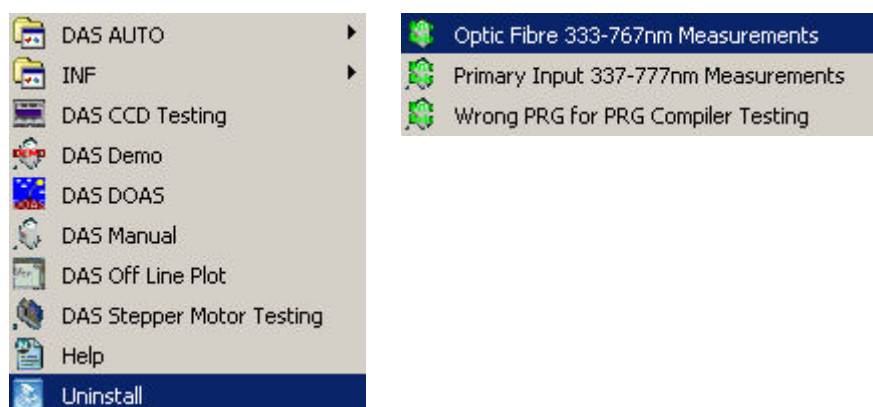 DAS AUTO
INF
DAS CCD Testing
DAS Demo
DAS DOAS
DAS Manual
DAS Off Line Plot
DAS Stepper Motor Testing
Help
Uninstall
Optic Fibre 333-767nm Measurements
Primary Input 337-777nm Measurements
Wrong PRG for PRG Compiler Testing